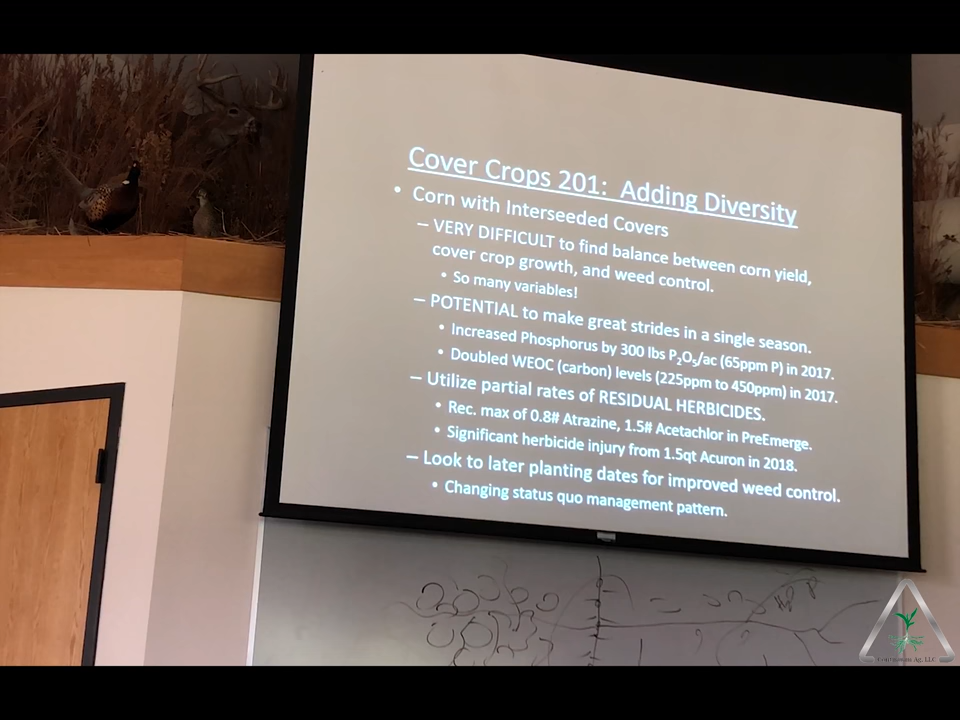 Cover Crops 201: Adding Diversity
• Corn with Interseeded Covers
– VERY DIFFICULT to find balance between corn yield,
cover crop growth, and weed control.
• So many variables!
– POTENTIAL to make great strides in a single season.
• Increased Phosphorus by 300 lbs P₂O₅/ac (65ppm P) in 2017.
• Doubled WEOC (carbon) levels (225ppm to 450ppm) in 2017.
– Utilize partial rates of RESIDUAL HERBICIDES.
• Rec. max of 0.8# Atrazine, 1.5# Acetachlor in PreEmerge.
• Significant herbicide injury from 1.5qt Acuron in 2018.
– Look to later planting dates for improved weed control.
• Changing status quo management pattern.
Ag, LLC